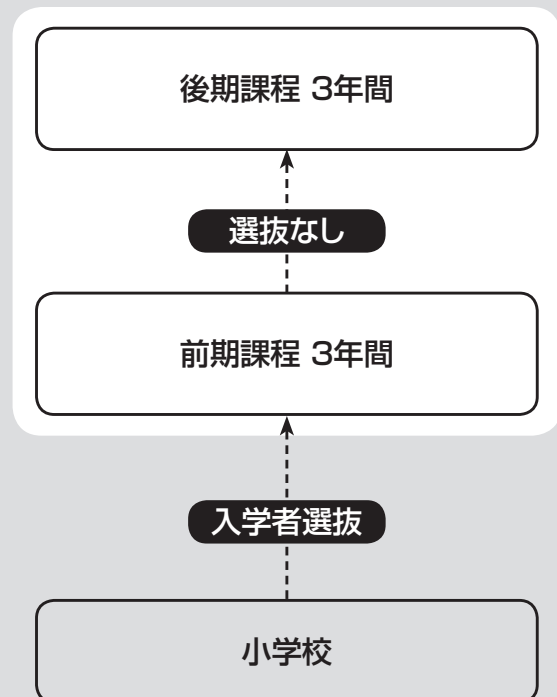 後期課程 3年間
選抜なし
前期課程 3年間
入学者選抜
小学校